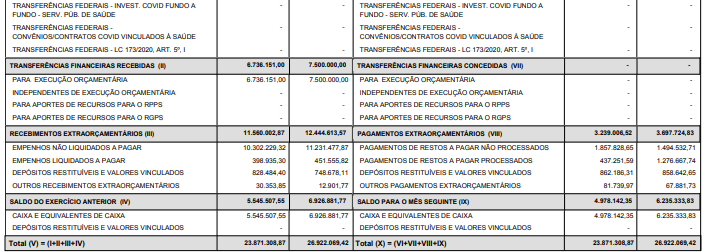 TRANSFERÊNCIAS FEDERAIS - INVEST. COVID FUNDO A FUNDO - SERV. PÚB. DE SAÚDE - - TRANSFERÊNCIAS FEDERAIS - INVEST. COVID FUNDO A FUNDO - SERV. PÚB. DE SAÚDE - -
TRANSFERÊNCIAS FEDERAIS - CONVÊNIOS/CONTRATOS COVID VINCULADOS À SAÚDE - - TRANSFERÊNCIAS FEDERAIS - CONVÊNIOS/CONTRATOS COVID VINCULADOS À SAÚDE - -
TRANSFERÊNCIAS FEDERAIS - LC 173/2020, ART. 5º, I - - TRANSFERÊNCIAS FEDERAIS - LC 173/2020, ART. 5º, I - -
TRANSFERÊNCIAS FINANCEIRAS RECEBIDAS (II) 6.736.151,00 7.500.000,00 TRANSFERÊNCIAS FINANCEIRAS CONCEDIDAS (VII) - -
PARA EXECUÇÃO ORÇAMENTÁRIA 6.736.151,00 7.500.000,00 PARA EXECUÇÃO ORÇAMENTÁRIA - -
INDEPENDENTES DE EXECUÇÃO ORÇAMENTÁRIA - - INDEPENDENTES DE EXECUÇÃO ORÇAMENTÁRIA - -
PARA APORTES DE RECURSOS PARA O RPPS - - PARA APORTES DE RECURSOS PARA O RPPS - -
PARA APORTES DE RECURSOS PARA O RGPS - - PARA APORTES DE RECURSOS PARA O RGPS - -
RECEBIMENTOS EXTRAORÇAMENTÁRIOS (III) 11.560.002,87 12.444.613,57 PAGAMENTOS EXTRAORÇAMENTÁRIOS (VIII) 3.239.006,52 3.697.724,83
EMPENHOS NÃO LIQUIDADOS A PAGAR 10.302.229,32 11.231.477,87 PAGAMENTOS DE RESTOS A PAGAR NÃO PROCESSADOS 1.857.828,65 1.494.532,71
EMPENHOS LIQUIDADOS A PAGAR 398.935,30 451.555,82 PAGAMENTOS DE RESTOS A PAGAR PROCESSADOS 437.251,59 1.276.667,74
DEPÓSITOS RESTITUÍVEIS E VALORES VINCULADOS 828.484,40 748.678,11 DEPÓSITOS RESTITUÍVEIS E VALORES VINCULADOS 862.186,31 858.642,65
OUTROS RECEBIMENTOS EXTRAORÇAMENTÁRIOS 30.353,85 12.901,77 OUTROS PAGAMENTOS EXTRAORÇAMENTÁRIOS 81.739,97 67.881,73
SALDO DO EXERCÍCIO ANTERIOR (IV) 5.545.507,55 6.926.881,77 SALDO PARA O MÊS SEGUINTE (IX) 4.978.142,35 6.235.333,83
CAIXA E EQUIVALENTES DE CAIXA 5.545.507,55 6.926.881,77 CAIXA E EQUIVALENTES DE CAIXA 4.978.142,35 6.235.333,83
DEPÓSITOS RESTITUÍVEIS E VALORES VINCULADOS - - DEPÓSITOS RESTITUÍVEIS E VALORES VINCULADOS - -
Total (V) = (I+II+III+IV) 23.871.308,87 26.922.069,42 Total (X) = (VI+VII+VIII+IX) 23.871.308,87 26.922.069,42